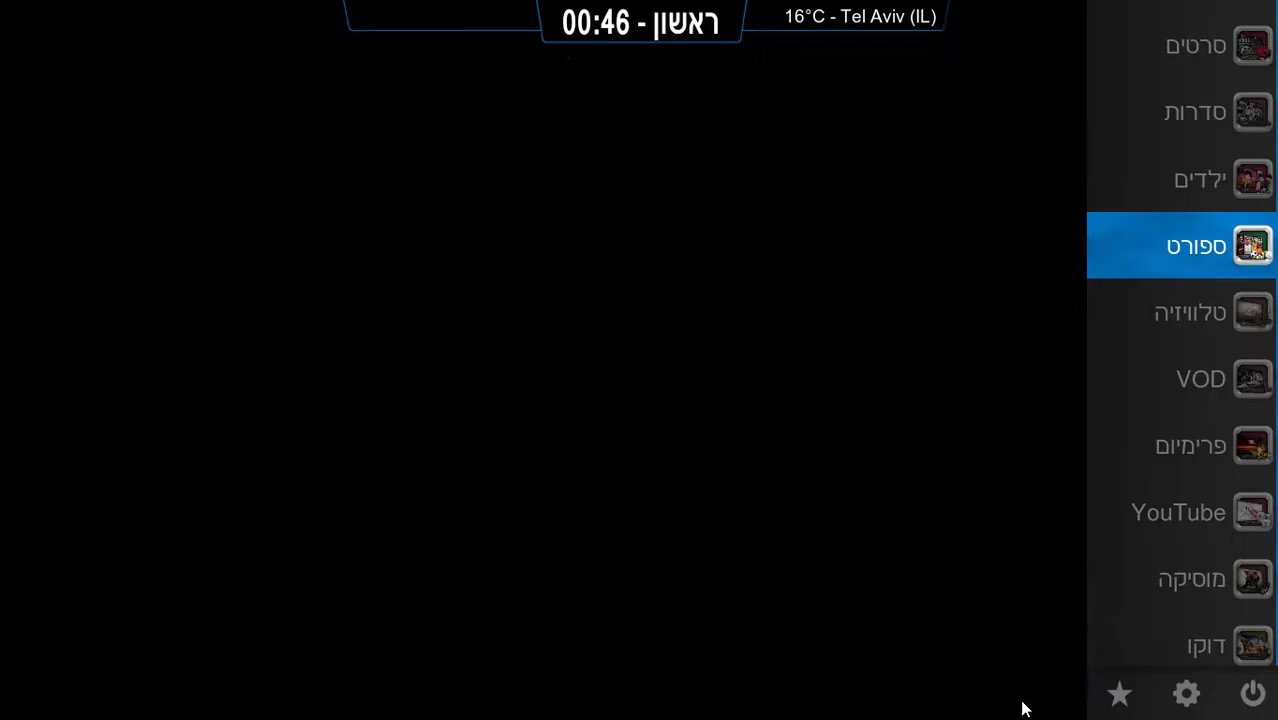 ראשון - 00:46
16°C - Tel Aviv (IL)
סרטים
סדרות
ילדים
ספורט
טלוויזיה
VOD
פרימיום
YouTube
מוסיקה
דוקו